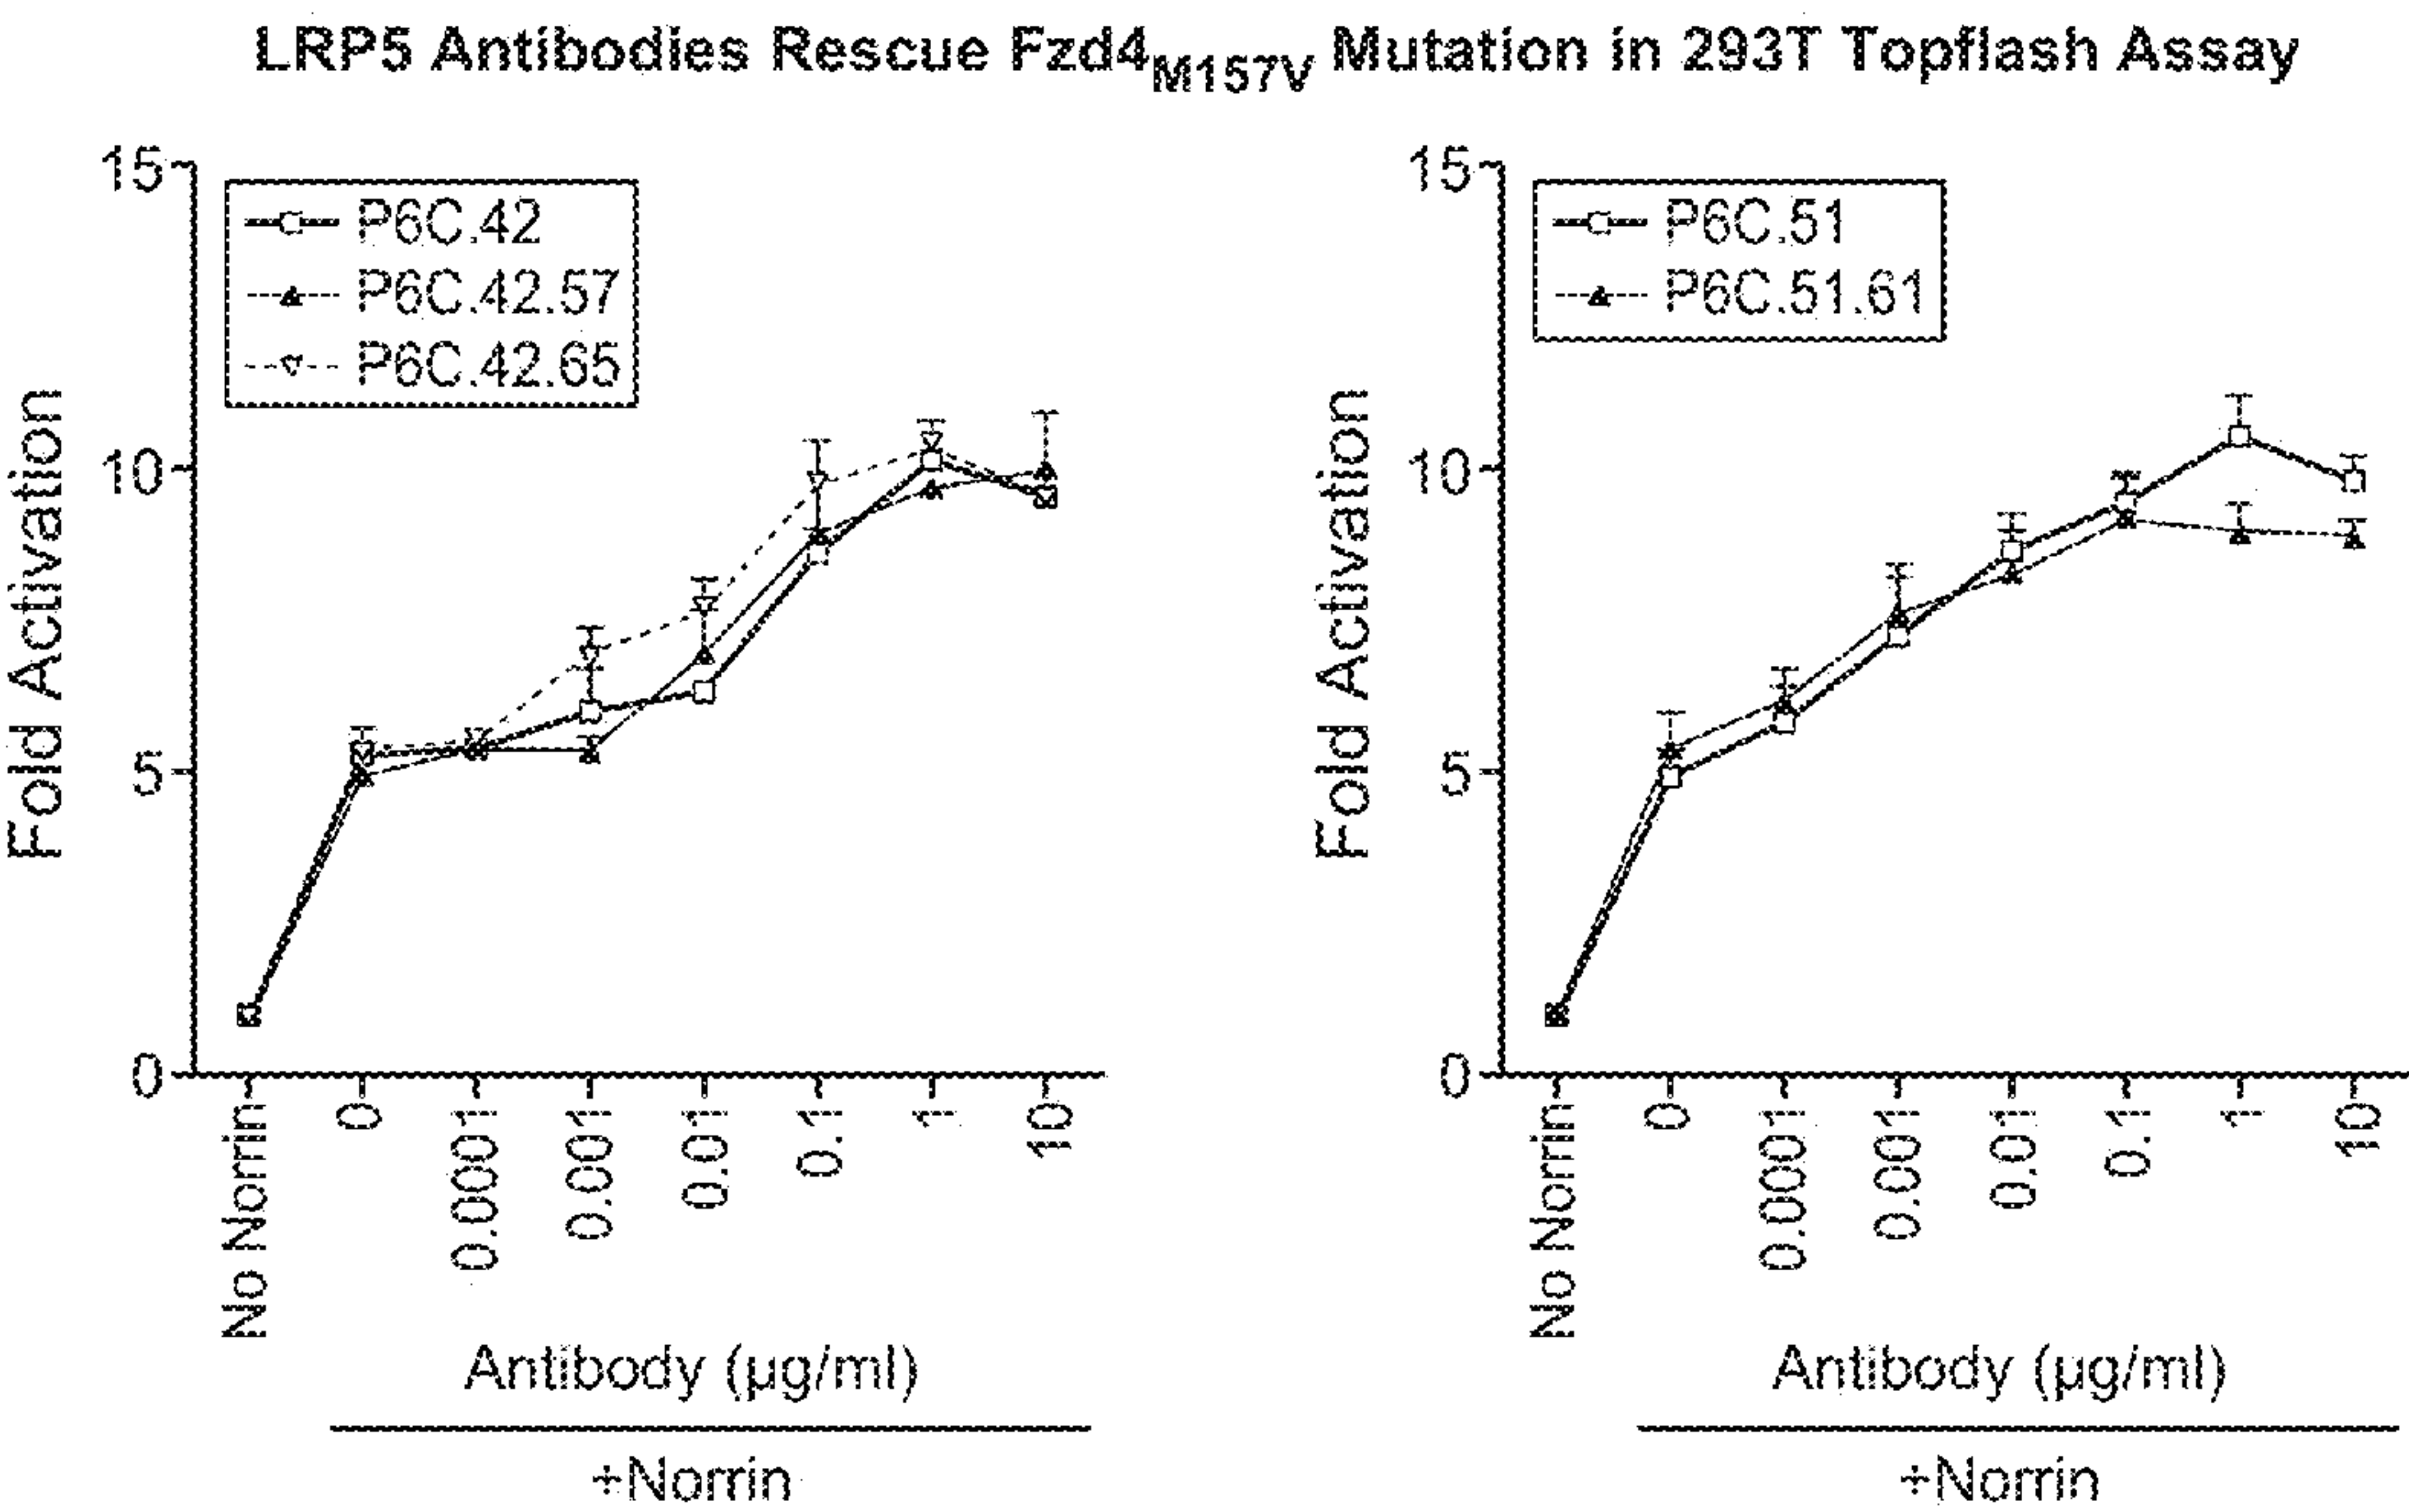 LRP5 Antibodies Rescue Fzd4M157V Mutation in 293T Topflash Assay
15
10
5
0
Fold Activation
P6C.42
P6C.42.57
P6C.42.65
No Norrin
0
0.0001
0.001
0.01
0.1
1
10
Antibody (µg/ml)
+Norrin
15
10
5
0
Fold Activation
P6C.51
P6C.51.61
No Norrin
0
0.0001
0.001
0.01
0.1
1
10
Antibody (µg/ml)
+Norrin